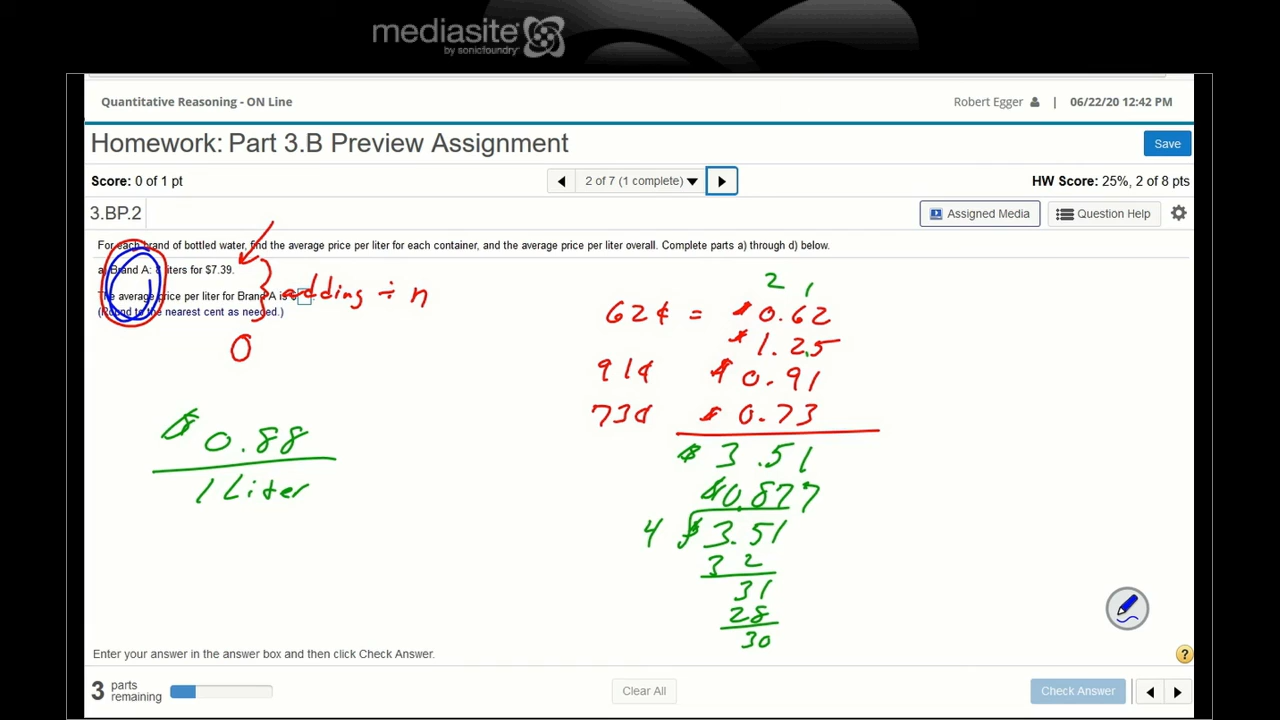 mediasite
by sonicfoundry
Quantitative Reasoning - ON Line
Robert Egger | 06/22/20 12:42 PM
Homework: Part 3.B Preview Assignment
Save
Score: 0 of 1 pt
2 of 7 (1 complete)
HW Score: 25%, 2 of 8 pts
3.BP.2
Assigned Media
Question Help
For each brand of bottled water, find the average price per liter for each container, and the average price per liter overall. Complete parts a) through d) below.
a) Brand A: liters for $7.39.
adding ÷ n
The average price per liter for Brand A is
(Round to the nearest cent as needed.)
0
2 1
62¢ = $0.62
$1.25
91¢ $0.91
73¢ $0.73
$3.51
$0.877
4 $3.51
3 2
31
28
30
$0.88
1 Liter
Enter your answer in the answer box and then click Check Answer.
?
3 parts remaining
Clear All
Check Answer